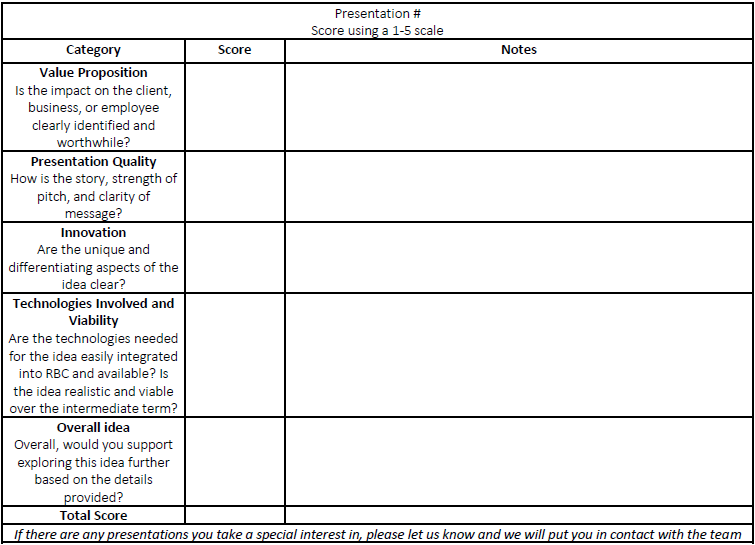 Presentation #
Score using a 1-5 scale
Category Score Notes
Value Proposition
Is the impact on the client,
business, or employee
clearly identified and
worthwhile?
Presentation Quality
How is the story, strength of
pitch, and clarity of
message?
Innovation
Are the unique and
differentiating aspects of the
idea clear?
Technologies Involved and
Viability
Are the technologies needed
for the idea easily integrated
into RBC and available? Is
the idea realistic and viable
over the intermediate term?
Overall idea
Overall, would you support
exploring this idea further
based on the details
provided?
Total Score
If there are any presentations you take a special interest in, please let us know and we will put you in contact with the team